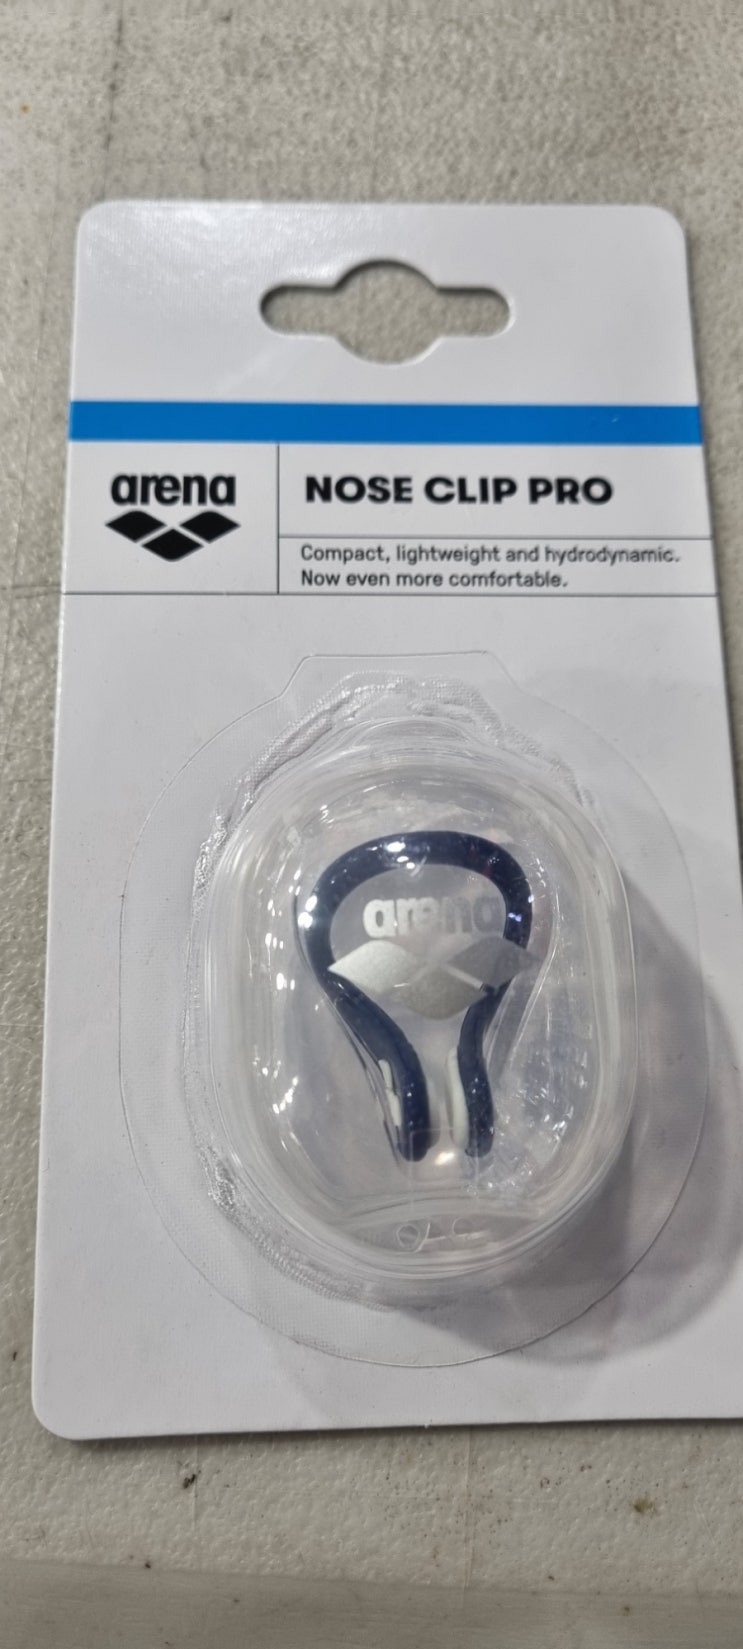 arena
NOSE CLIP PRO
Compact, lightweight and hydrodynamic.
Now even more comfortable.
arena